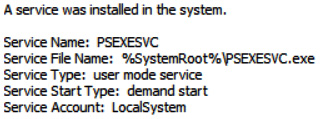 A service was installed in the system.
Service Name: PSEXESVC
Service File Name: %SystemRoot%\PSEXESVC.exe
Service Type: user mode service
Service Start Type: demand start
Service Account: LocalSystem